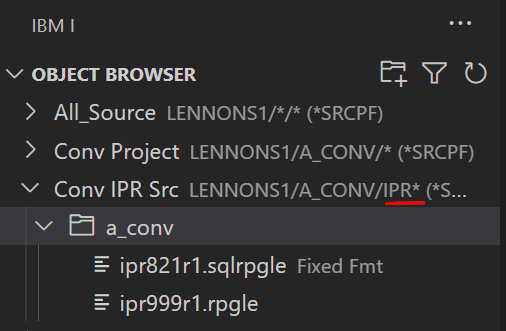 IBM I
OBJECT BROWSER
All_Source LENNONS1/*/* (*SRCPF)
Conv Project LENNONS1/A_CONV/* (*SRCPF)
Conv IPR Src LENNONS1/A_CONV/IPR* (*S...
a_conv
ipr821r1.sqlrpgle Fixed Fmt
ipr999r1.rpgle